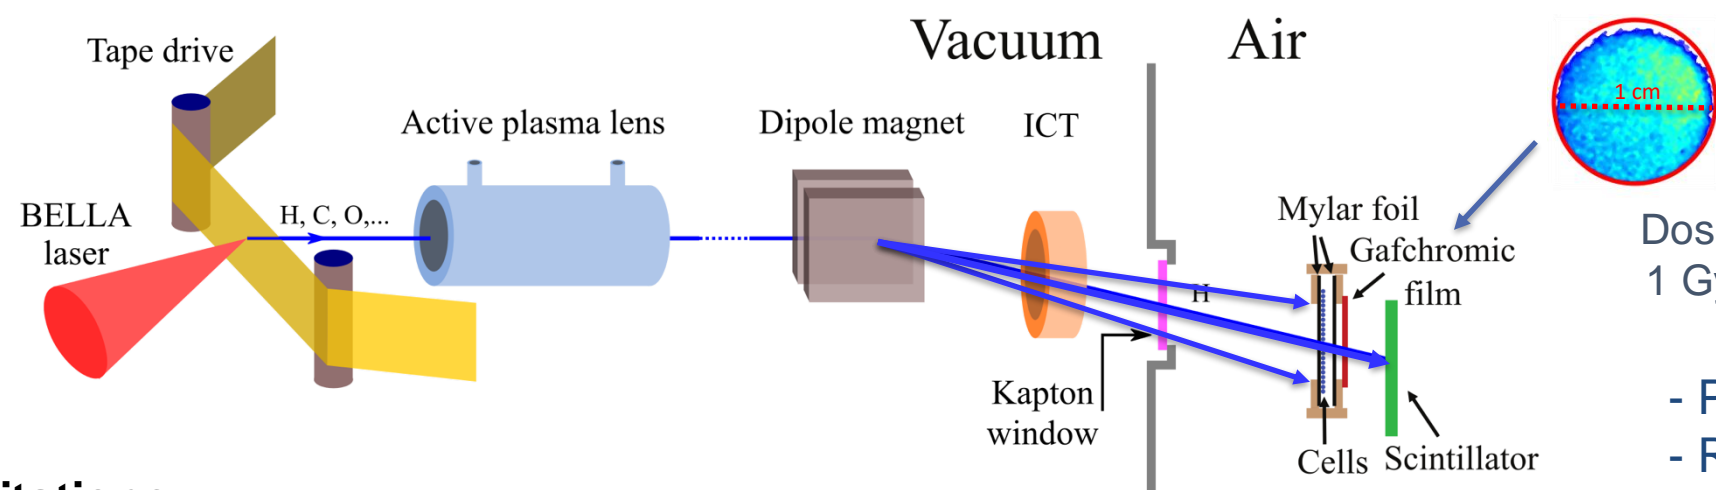 Vacuum
Air
Tape drive
Active plasma lens
Dipole magnet
ICT
1 cm
BELLA
laser
H, C, O,...
H
Mylar foil
Gafchromic
film
Kapton
window
Cells
Scintillator
1